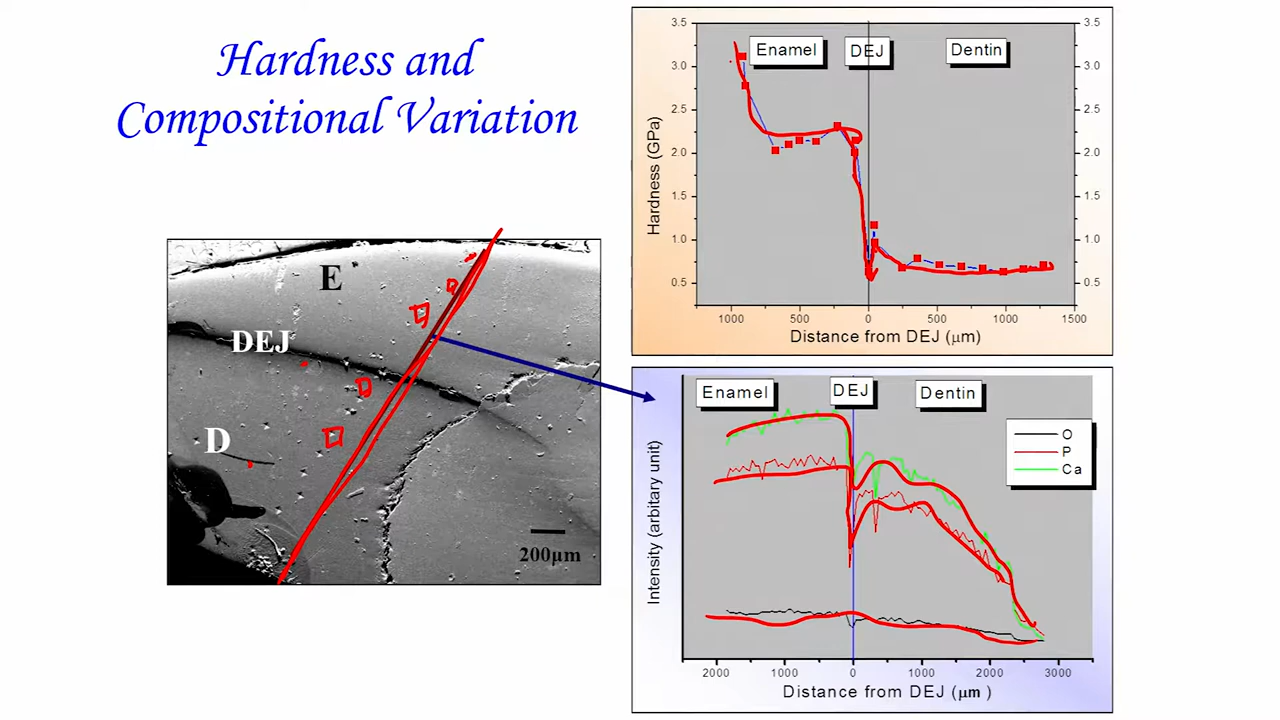 Hardness and
Compositional Variation
E
DEJ
D
200µm
3.5
3.0
2.5
2.0
1.5
1.0
0.5
Hardness (GPa)
Enamel
DEJ
Dentin
3.5
3.0
2.5
2.0
1.5
1.0
0.5
1000 500 0 500 1000 1500
Distance from DEJ (µm)
Enamel
DEJ
Dentin
O
P
Ca
Intensity (arbitary unit)
2000 1000 0 1000 2000 3000
Distance from DEJ (µm )